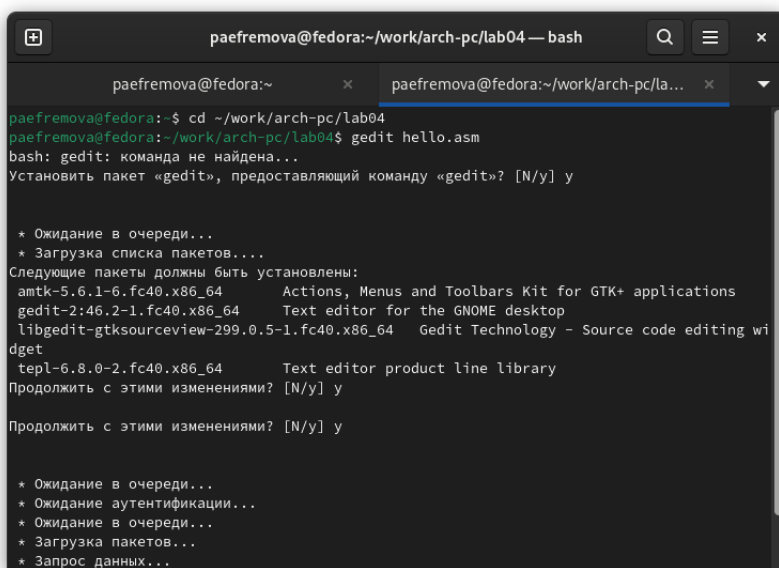 paefremova@fedora:~/work/arch-pc/lab04 — bash
paefremova@fedora:~
paefremova@fedora:~/work/arch-pc/la...
paefremova@fedora:~$ cd ~/work/arch-pc/lab04
paefremova@fedora:~/work/arch-pc/lab04$ gedit hello.asm
bash: gedit: команда не найдена...
Установить пакет «gedit», предоставляющий команду «gedit»? [N/y] y
* Ожидание в очереди...
* Загрузка списка пакетов....
Следующие пакеты должны быть установлены:
amtk-5.6.1-6.fc40.x86_64 Actions, Menus and Toolbars Kit for GTK+ applications
gedit-2:46.2-1.fc40.x86_64 Text editor for the GNOME desktop
libgedit-gtksourceview-299.0.5-1.fc40.x86_64 Gedit Technology - Source code editing wi
dget
tepl-6.8.0-2.fc40.x86_64 Text editor product line library
Продолжить с этими изменениями? [N/y] y
Продолжить с этими изменениями? [N/y] y
* Ожидание в очереди...
* Ожидание аутентификации...
* Ожидание в очереди...
* Загрузка пакетов...
* Запрос данных...